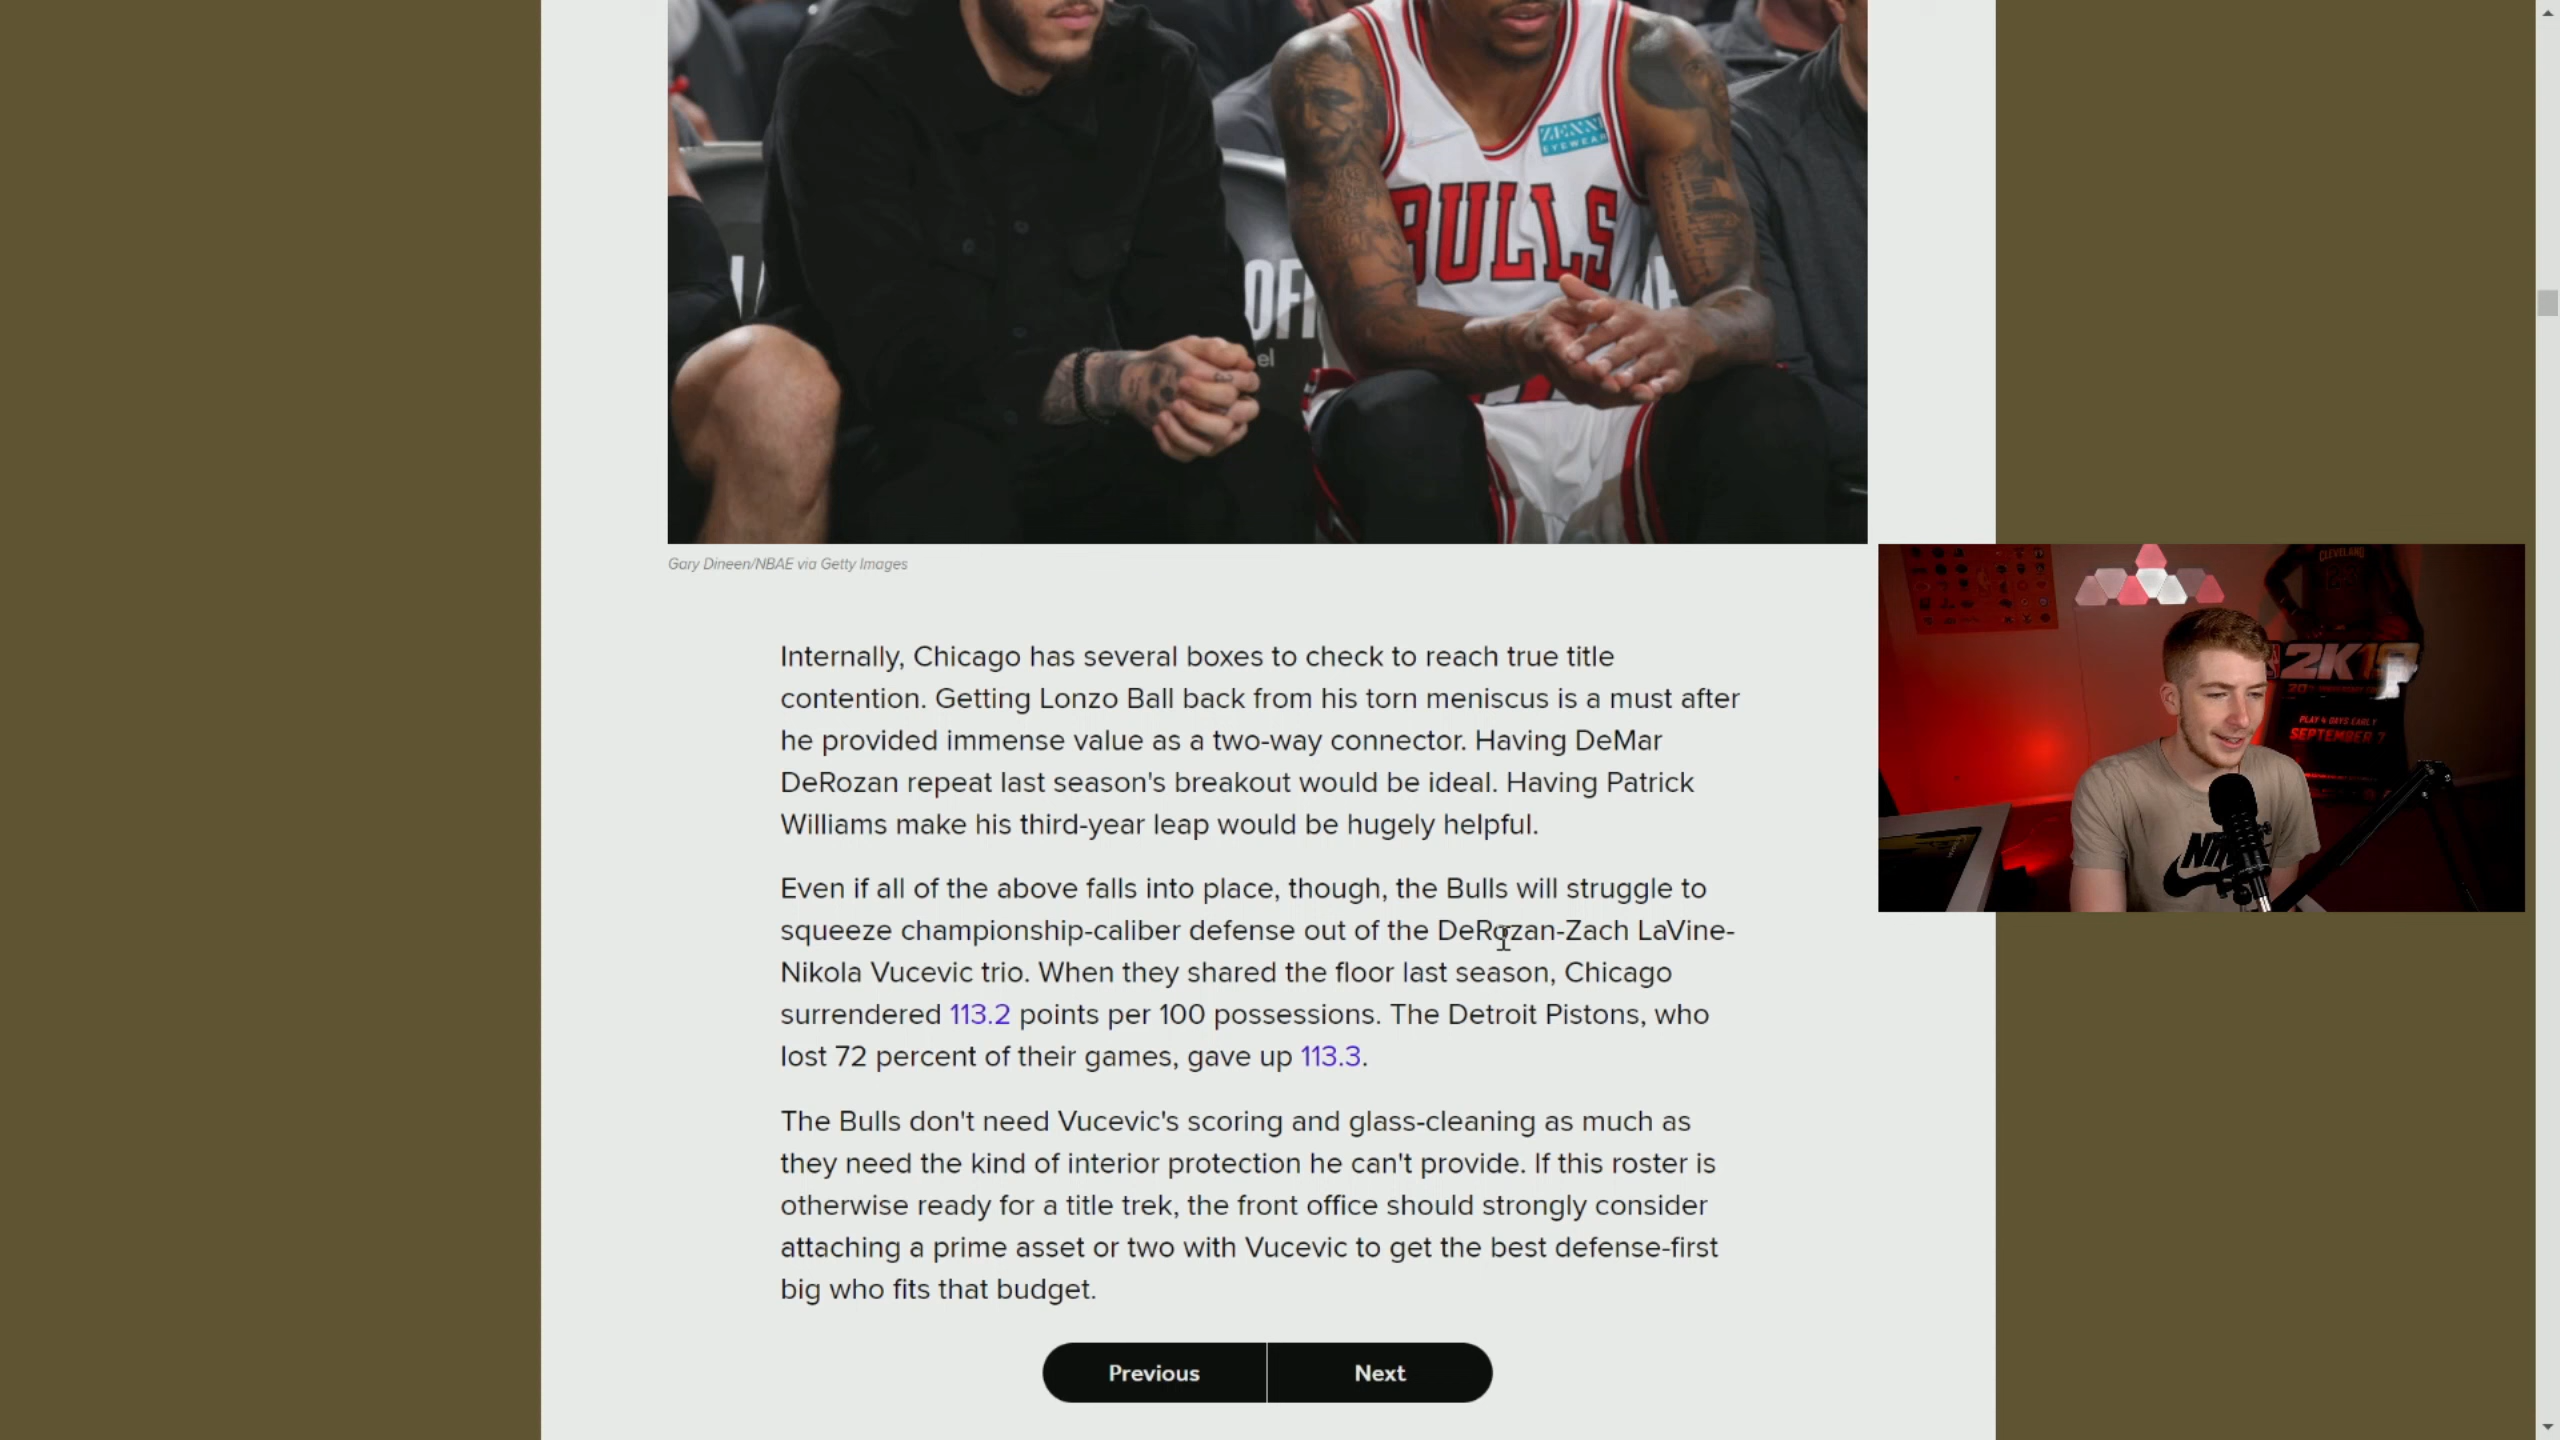 ZENNI
EYEWEAR
BULLS
OFF
el
Gary Dineen/NBAE via Getty Images
CLEVELAND
2K19
PLAY 4 DAYS EARLY
SEPTEMBER 7
Internally, Chicago has several boxes to check to reach true title
contention. Getting Lonzo Ball back from his torn meniscus is a must after
he provided immense value as a two-way connector. Having DeMar
DeRozan repeat last season's breakout would be ideal. Having Patrick
Williams make his third-year leap would be hugely helpful.
Even if all of the above falls into place, though, the Bulls will struggle to
squeeze championship-caliber defense out of the DeRozan-Zach LaVine-
Nikola Vucevic trio. When they shared the floor last season, Chicago
surrendered 113.2 points per 100 possessions. The Detroit Pistons, who
lost 72 percent of their games, gave up 113.3.
The Bulls don't need Vucevic's scoring and glass-cleaning as much as
they need the kind of interior protection he can't provide. If this roster is
otherwise ready for a title trek, the front office should strongly consider
attaching a prime asset or two with Vucevic to get the best defense-first
big who fits that budget.
Previous
Next